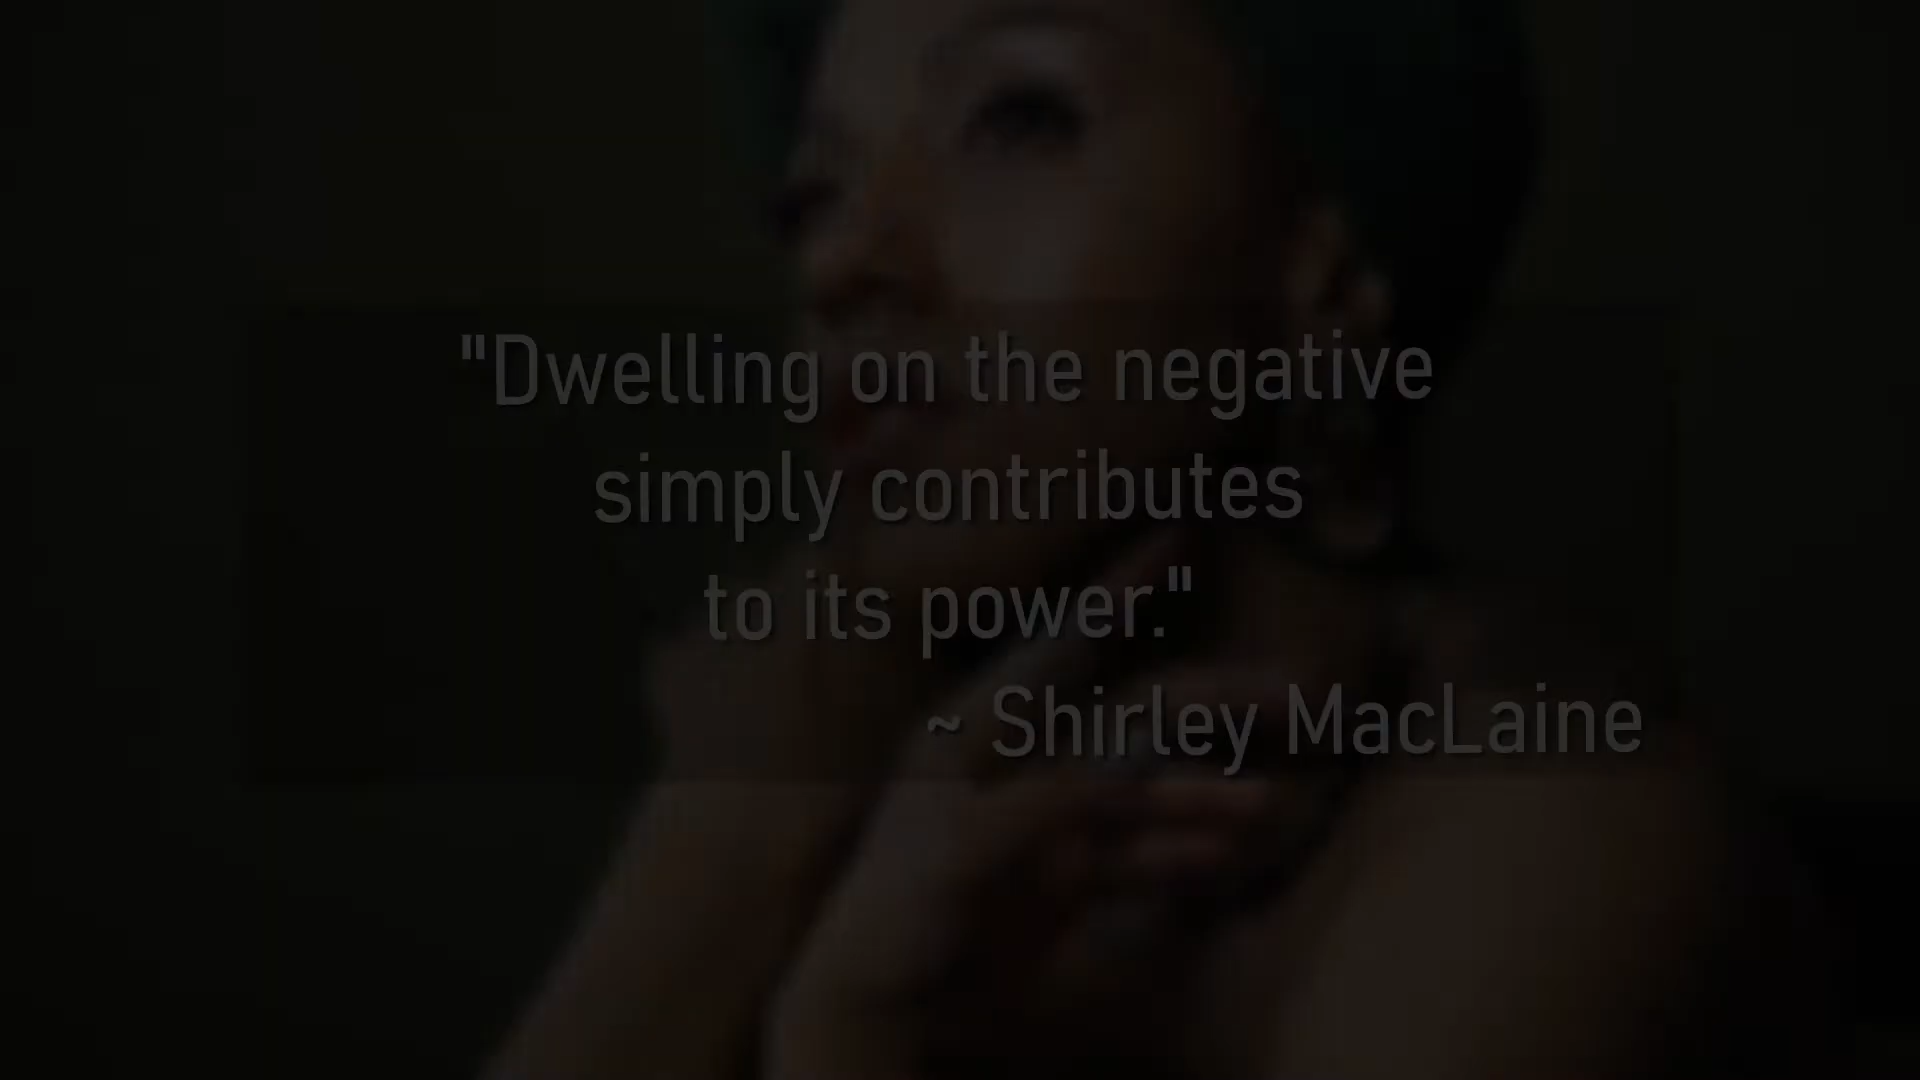 "Dwelling on the negative
simply contributes
to its power."
~ Shirley MacLaine